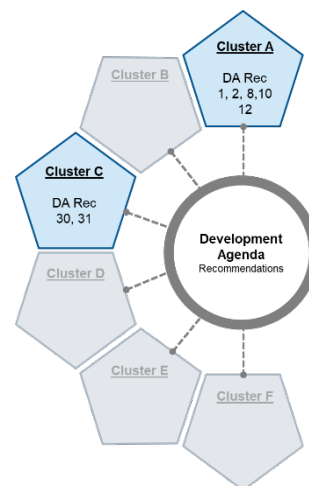 Cluster A
DA Rec
1, 2, 8,10
12
Cluster B
Cluster C
DA Rec
30, 31
Development
Agenda
Recommendations
Cluster D
Cluster E
Cluster F